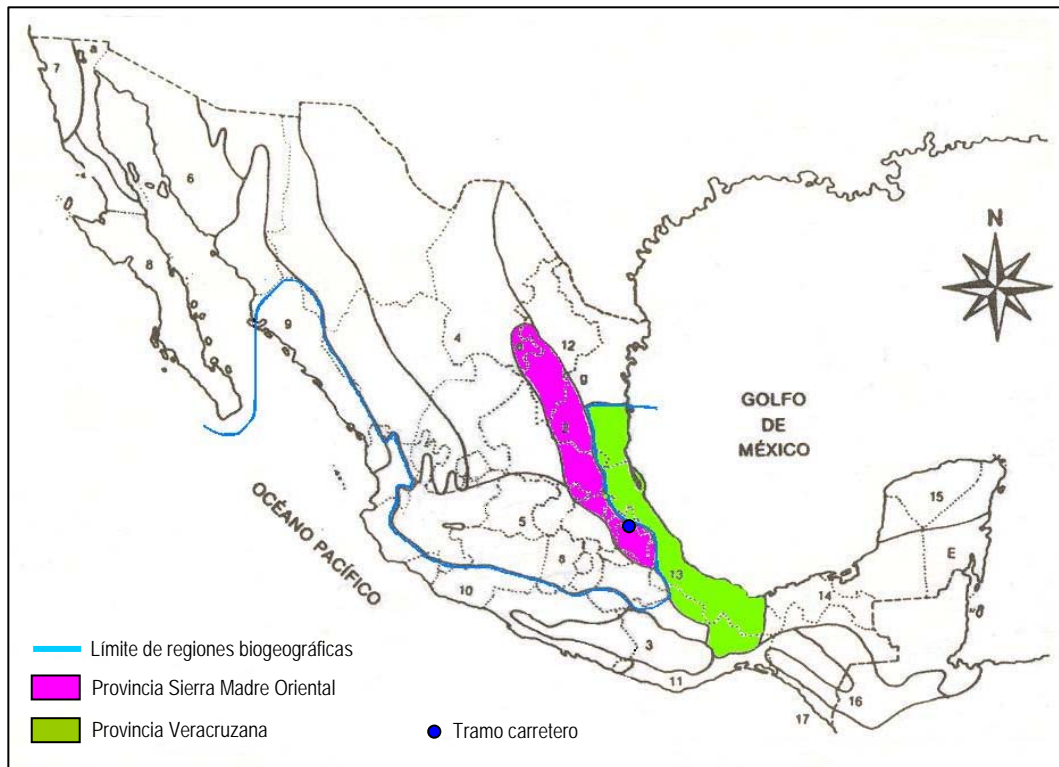 7
a
6
8
9
4
12
g
N
GOLFO
DE
MÉXICO
OCÉANO PACÍFICO
5
10
3
11
13
14
15
E
16
17
Límite de regiones biogeográficas
Provincia Sierra Madre Oriental
Provincia Veracruzana
Tramo carretero